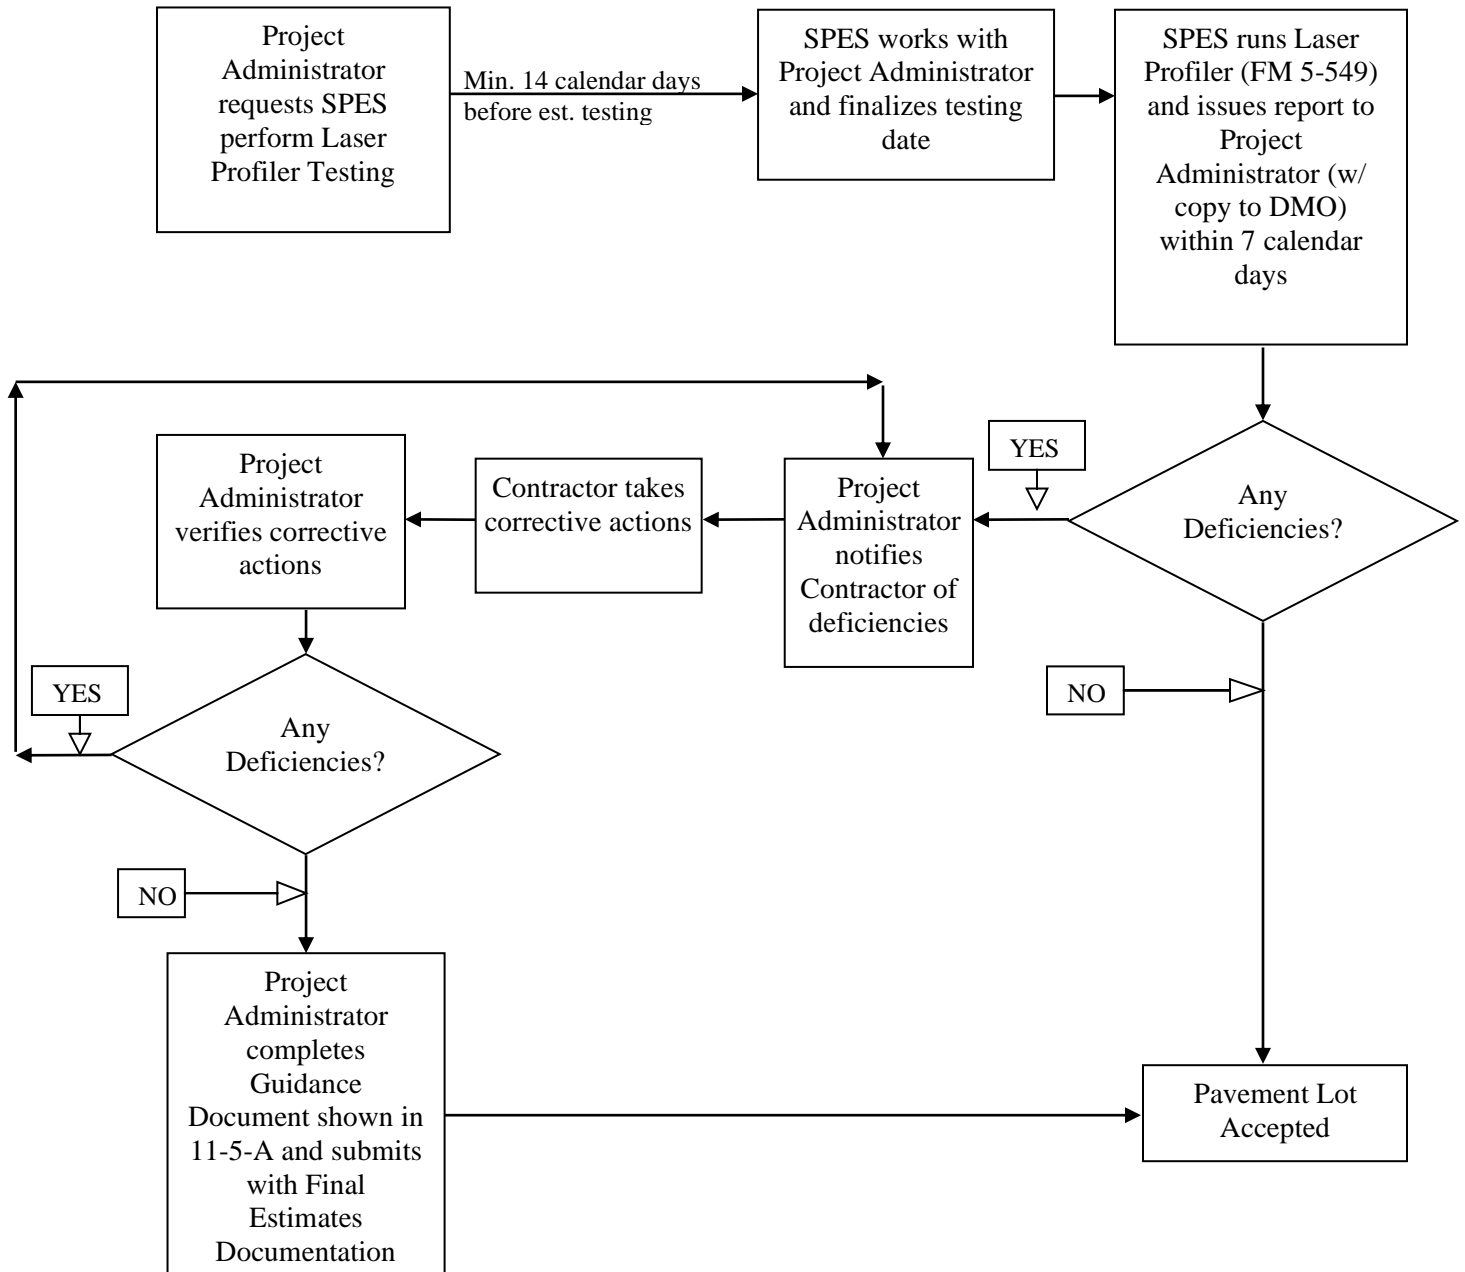 Project
Administrator
requests SPES
perform Laser
Profiler Testing
Min. 14 calendar days
before est. testing
SPES works with
Project Administrator
and finalizes testing
date
SPES runs Laser
Profiler (FM 5-549)
and issues report to
Project
Administrator (w/
copy to DMO)
within 7 calendar
days
Any
Deficiencies?
YES
NO
Project
Administrator
notifies
Contractor of
deficiencies
Contractor takes
corrective actions
Project
Administrator
verifies corrective
actions
Any
Deficiencies?
YES
NO
Project
Administrator
completes
Guidance
Document shown in
11-5-A and submits
with Final
Estimates
Documentation
Pavement Lot
Accepted